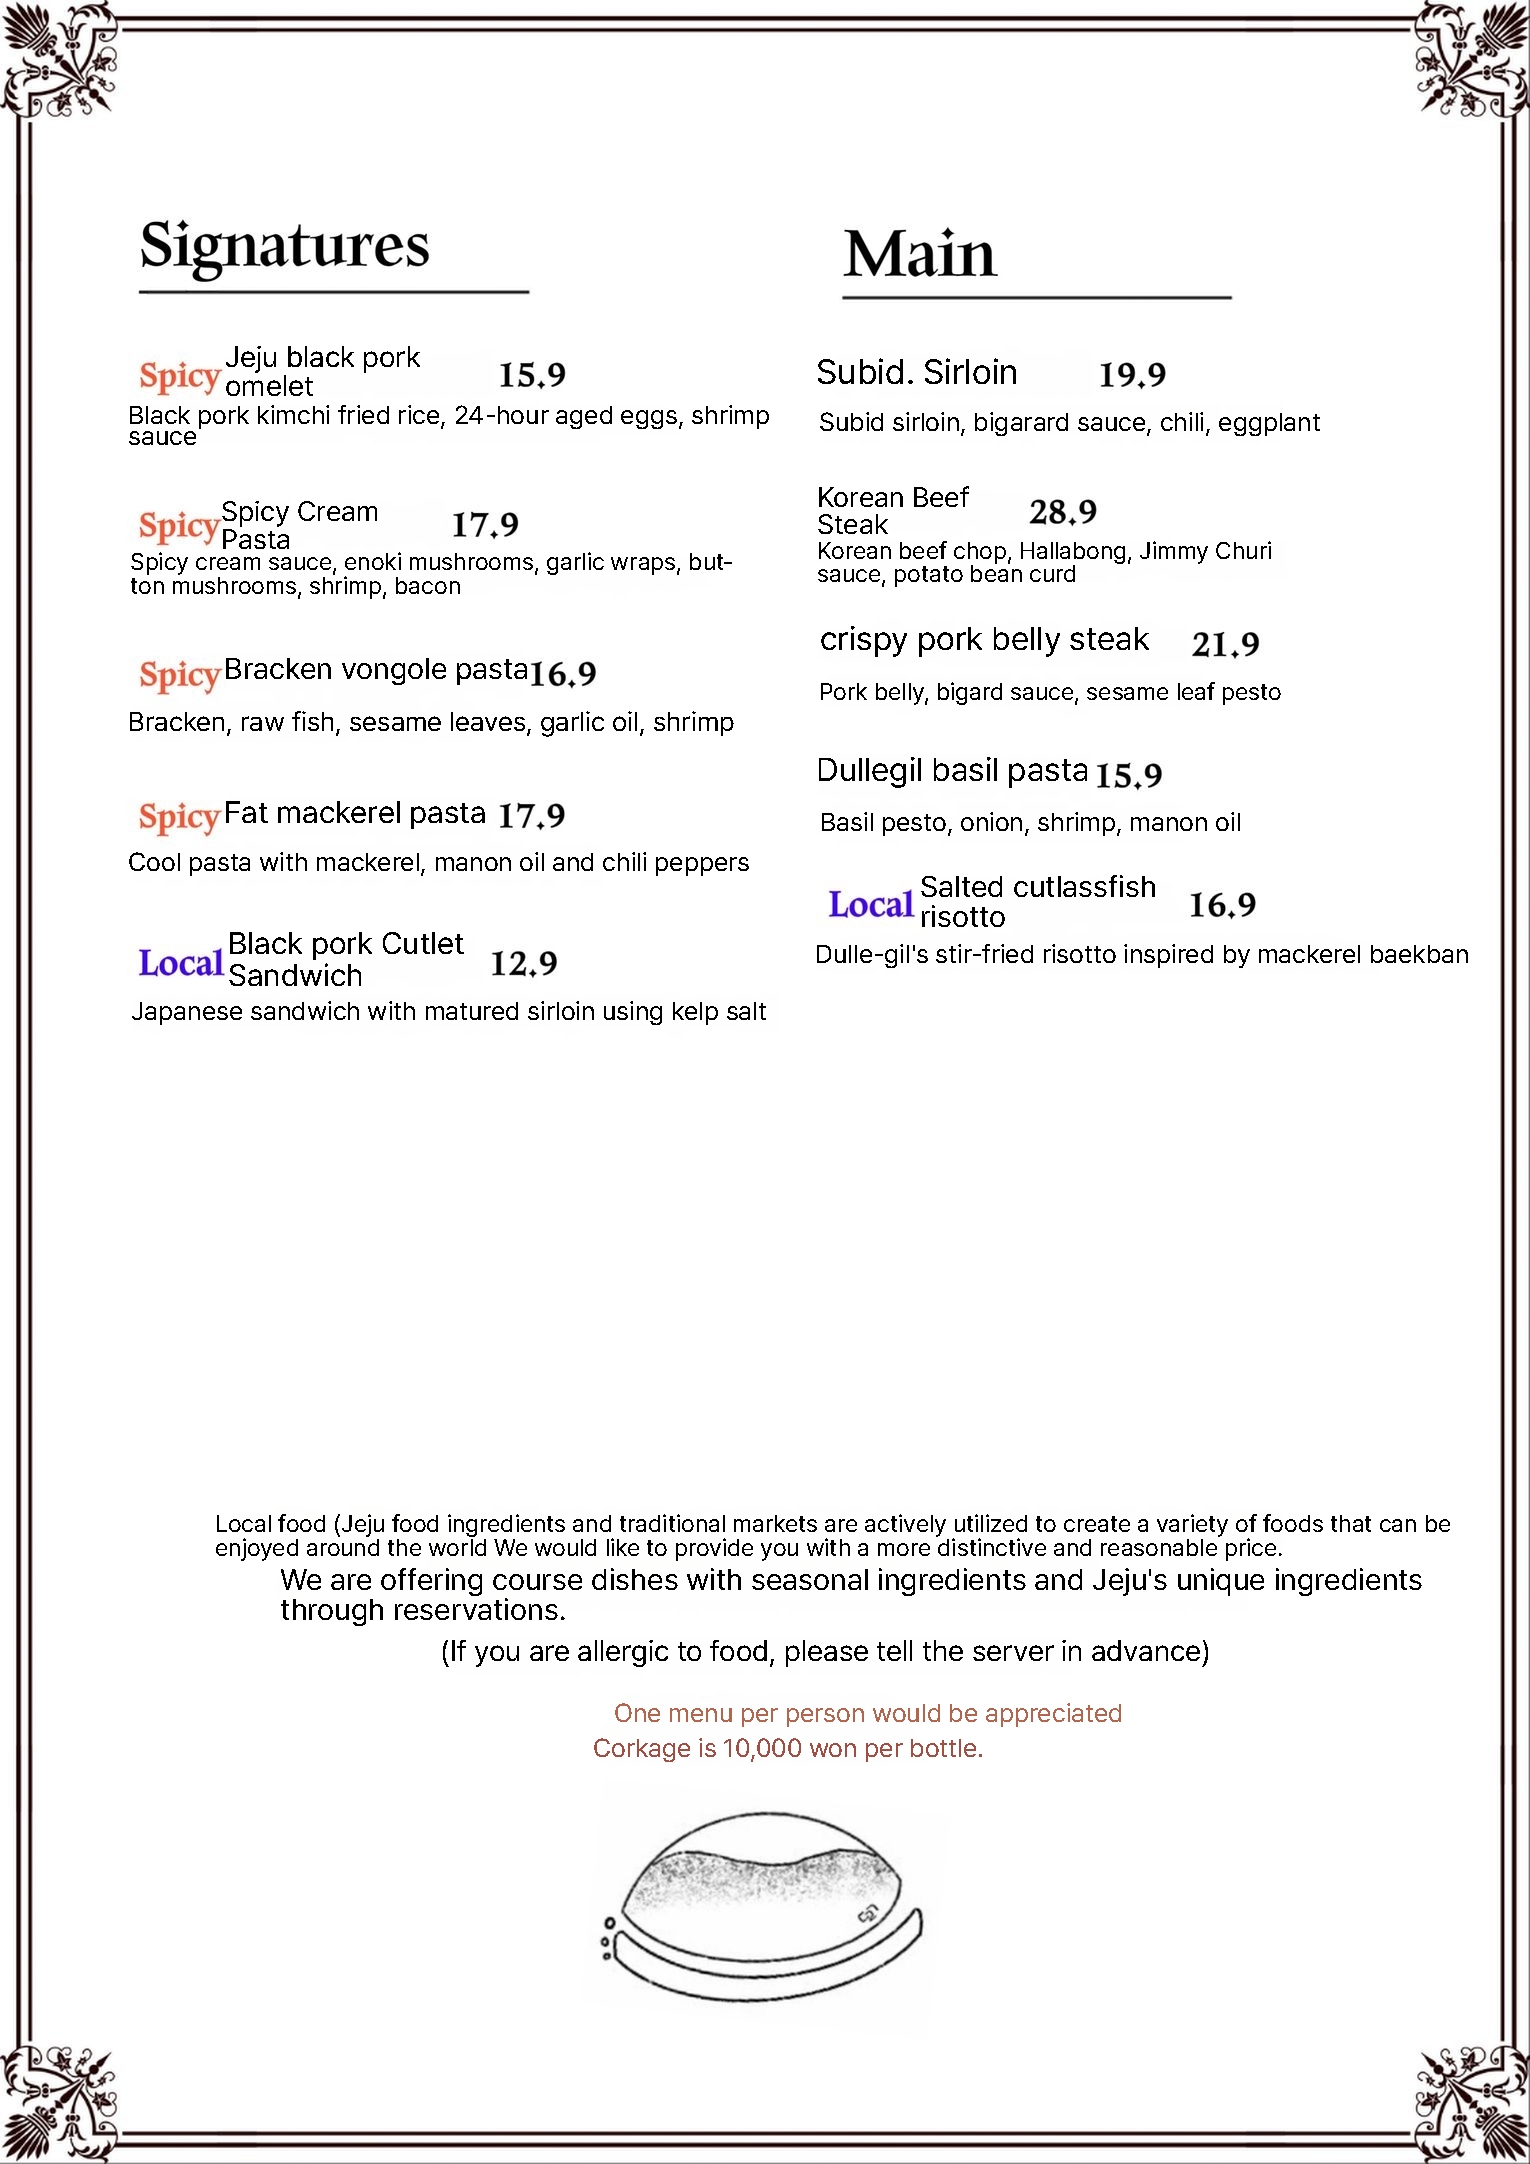 Signatures
Spicy Jeju black pork
omelet 15.9
Black pork kimchi fried rice, 24-hour aged eggs, shrimp
sauce
Spicy Spicy Cream
Pasta 17.9
Spicy cream sauce, enoki mushrooms, garlic wraps, but-
ton mushrooms, shrimp, bacon
Spicy Bracken vongole pasta 16.9
Bracken, raw fish, sesame leaves, garlic oil, shrimp
Spicy Fat mackerel pasta 17.9
Cool pasta with mackerel, manon oil and chili peppers
Local Black pork Cutlet
Sandwich 12.9
Japanese sandwich with matured sirloin using kelp salt
Main
Subid. Sirloin 19.9
Subid sirloin, bigarard sauce, chili, eggplant
Korean Beef
Steak 28.9
Korean beef chop, Hallabong, Jimmy Churi
sauce, potato bean curd
crispy pork belly steak 21.9
Pork belly, bigard sauce, sesame leaf pesto
Dullegil basil pasta 15.9
Basil pesto, onion, shrimp, manon oil
Local Salted cutlassfish
risotto 16.9
Dulle-gil's stir-fried risotto inspired by mackerel baekban
Local food (Jeju food ingredients and traditional markets are actively utilized to create a variety of foods that can be
enjoyed around the world We would like to provide you with a more distinctive and reasonable price.
We are offering course dishes with seasonal ingredients and Jeju's unique ingredients
through reservations.
(If you are allergic to food, please tell the server in advance)
One menu per person would be appreciated
Corkage is 10,000 won per bottle.